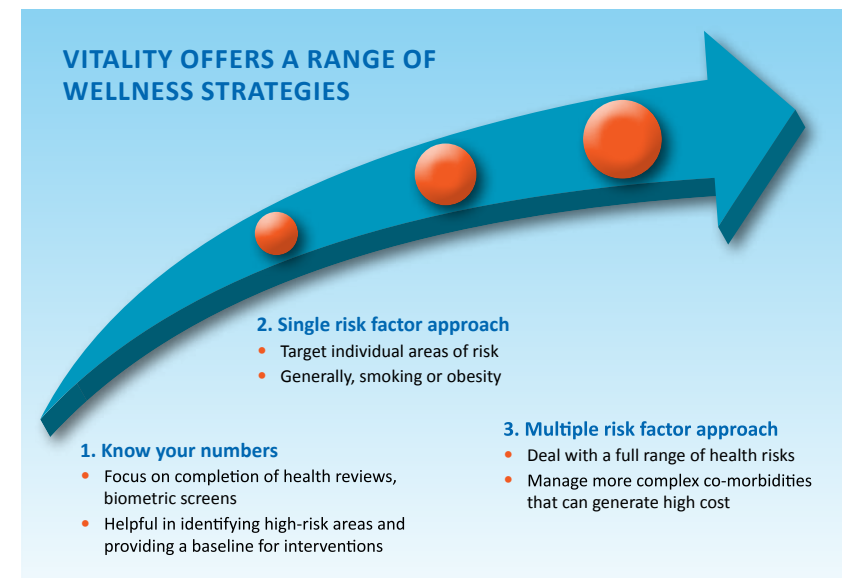 VITALITY OFFERS A RANGE OF
WELLNESS STRATEGIES
2. Single risk factor approach
• Target individual areas of risk
• Generally, smoking or obesity
1. Know your numbers
• Focus on completion of health reviews,
biometric screens
• Helpful in identifying high-risk areas and
providing a baseline for interventions
3. Multiple risk factor approach
• Deal with a full range of health risks
• Manage more complex co-morbidities
that can generate high cost